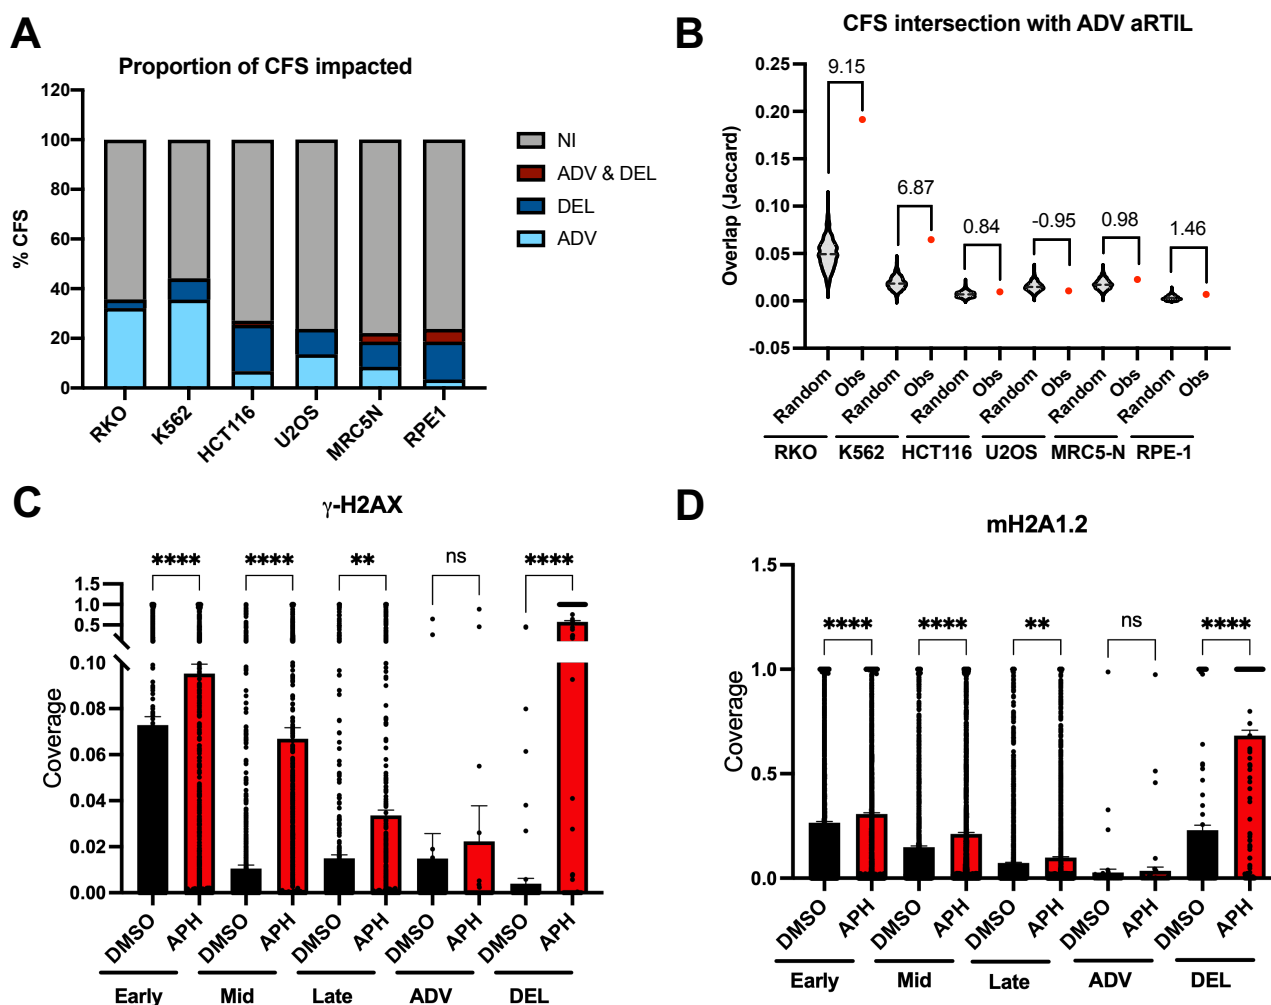 A
Proportion of CFS impacted
% CFS
120
100
80
60
40
20
0
RKO
K562
HCT116
U2OS
MRC5N
RPE1
NI
ADV & DEL
DEL
ADV
B
CFS intersection with ADV aRTIL
Overlap (Jaccard)
0.25
0.20
0.15
0.10
0.05
0.00
-0.05
9.15
6.87
0.84
-0.95
0.98
1.46
Random
Obs
Random
Obs
Random
Obs
Random
Obs
Random
Obs
Random
Obs
RKO
K562
HCT116
U2OS
MRC5-N
RPE-1
C
γ-H2AX
Coverage
1.5
1.0
0.5
0.10
0.08
0.06
0.04
0.02
0.00
****
****
**
ns
****
DMSO
APH
DMSO
APH
DMSO
APH
DMSO
APH
DMSO
APH
Early
Mid
Late
ADV
DEL
D
mH2A1.2
Coverage
1.5
1.0
0.5
0.0
****
****
**
ns
****
DMSO
APH
DMSO
APH
DMSO
APH
DMSO
APH
DMSO
APH
Early
Mid
Late
ADV
DEL